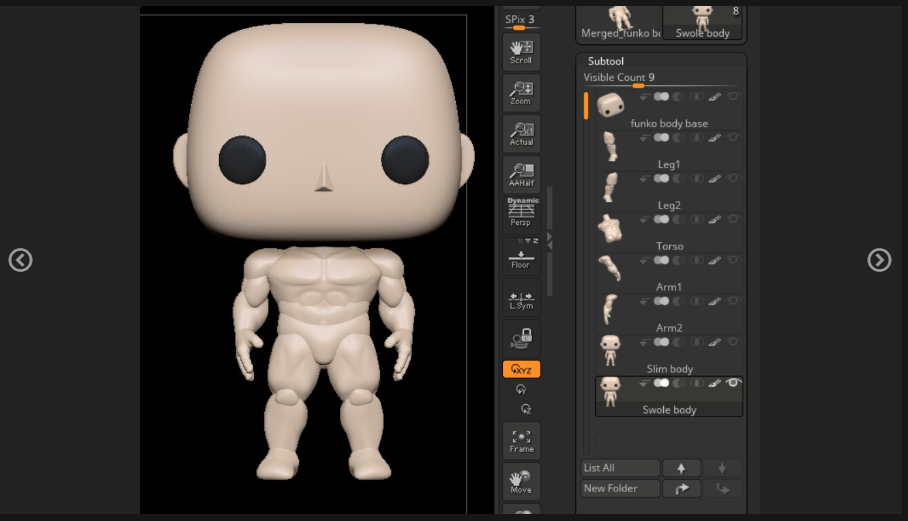 SPix 3
Scroll
Zoom
Actual
AAHalf
Dynamic
Persp
Floor
L.Sym
XYZ
Y
Z
Frame
Move
8
Merged_funko b
Swole body
Subtool
Visible Count 9
funko body base
Leg1
Leg2
Torso
Arm1
Arm2
Slim body
Swole body
List All
New Folder